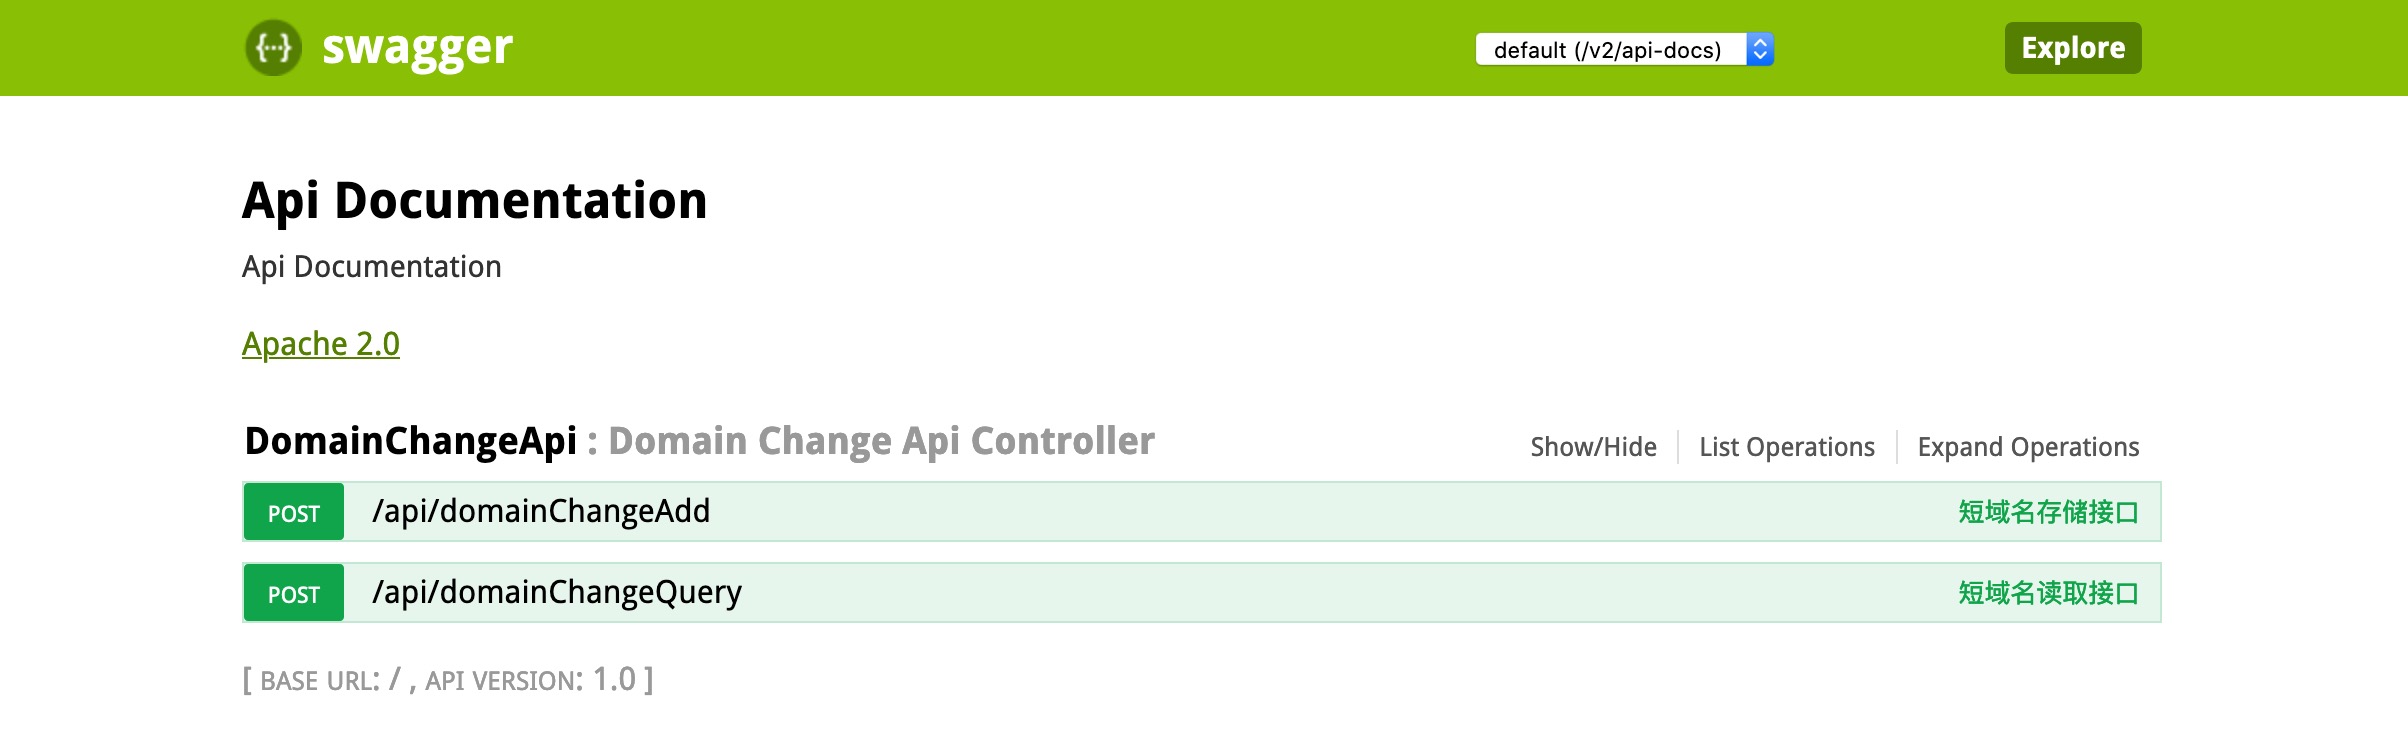 {···} swagger default (/v2/api-docs) Explore
Api Documentation
Api Documentation
Apache 2.0
DomainChangeApi : Domain Change Api Controller Show/Hide List Operations Expand Operations
POST /api/domainChangeAdd 短域名存储接口
POST /api/domainChangeQuery 短域名读取接口
[ BASE URL: / , API VERSION: 1.0 ]